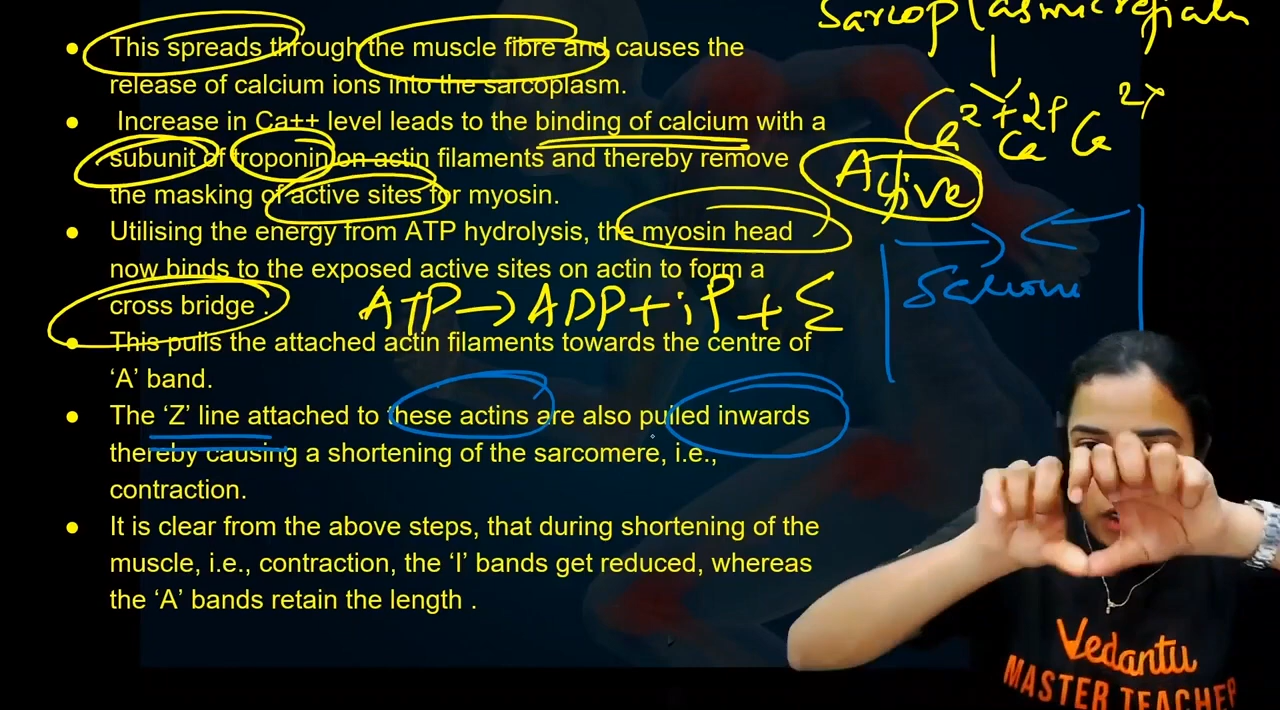 Sarcoplasmic
● This spreads through the muscle fibre and causes the
release of calcium ions into the sarcoplasm.
Ca²⁺ Ca Ca²⁺
● Increase in Ca++ level leads to the binding of calcium with a
subunit of troponin on actin filaments and thereby remove
the masking of active sites for myosin.
Active
● Utilising the energy from ATP hydrolysis, the myosin head
now binds to the exposed active sites on actin to form a
cross bridge .
ATP → ADP + iP + Σ
● This pulls the attached actin filaments towards the centre of
‘A’ band.
● The ‘Z’ line attached to these actins are also pulled inwards
thereby causing a shortening of the sarcomere, i.e.,
contraction.
● It is clear from the above steps, that during shortening of the
muscle, i.e., contraction, the ‘I’ bands get reduced, whereas
the ‘A’ bands retain the length .
Vedantu
MASTER TEACHER